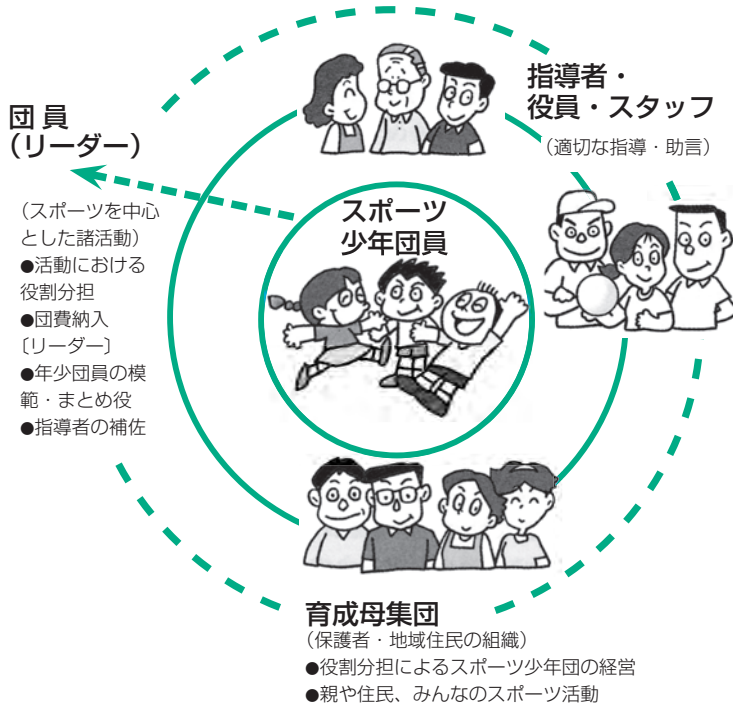 団員
（リーダー）
（スポーツを中心
とした諸活動）
●活動における
役割分担
●団費納入
〔リーダー〕
●年少団員の模
範・まとめ役
●指導者の補佐
指導者・
役員・スタッフ
（適切な指導・助言）
スポーツ
少年団員
育成母集団
（保護者・地域住民の組織）
●役割分担によるスポーツ少年団の経営
●親や住民、みんなのスポーツ活動